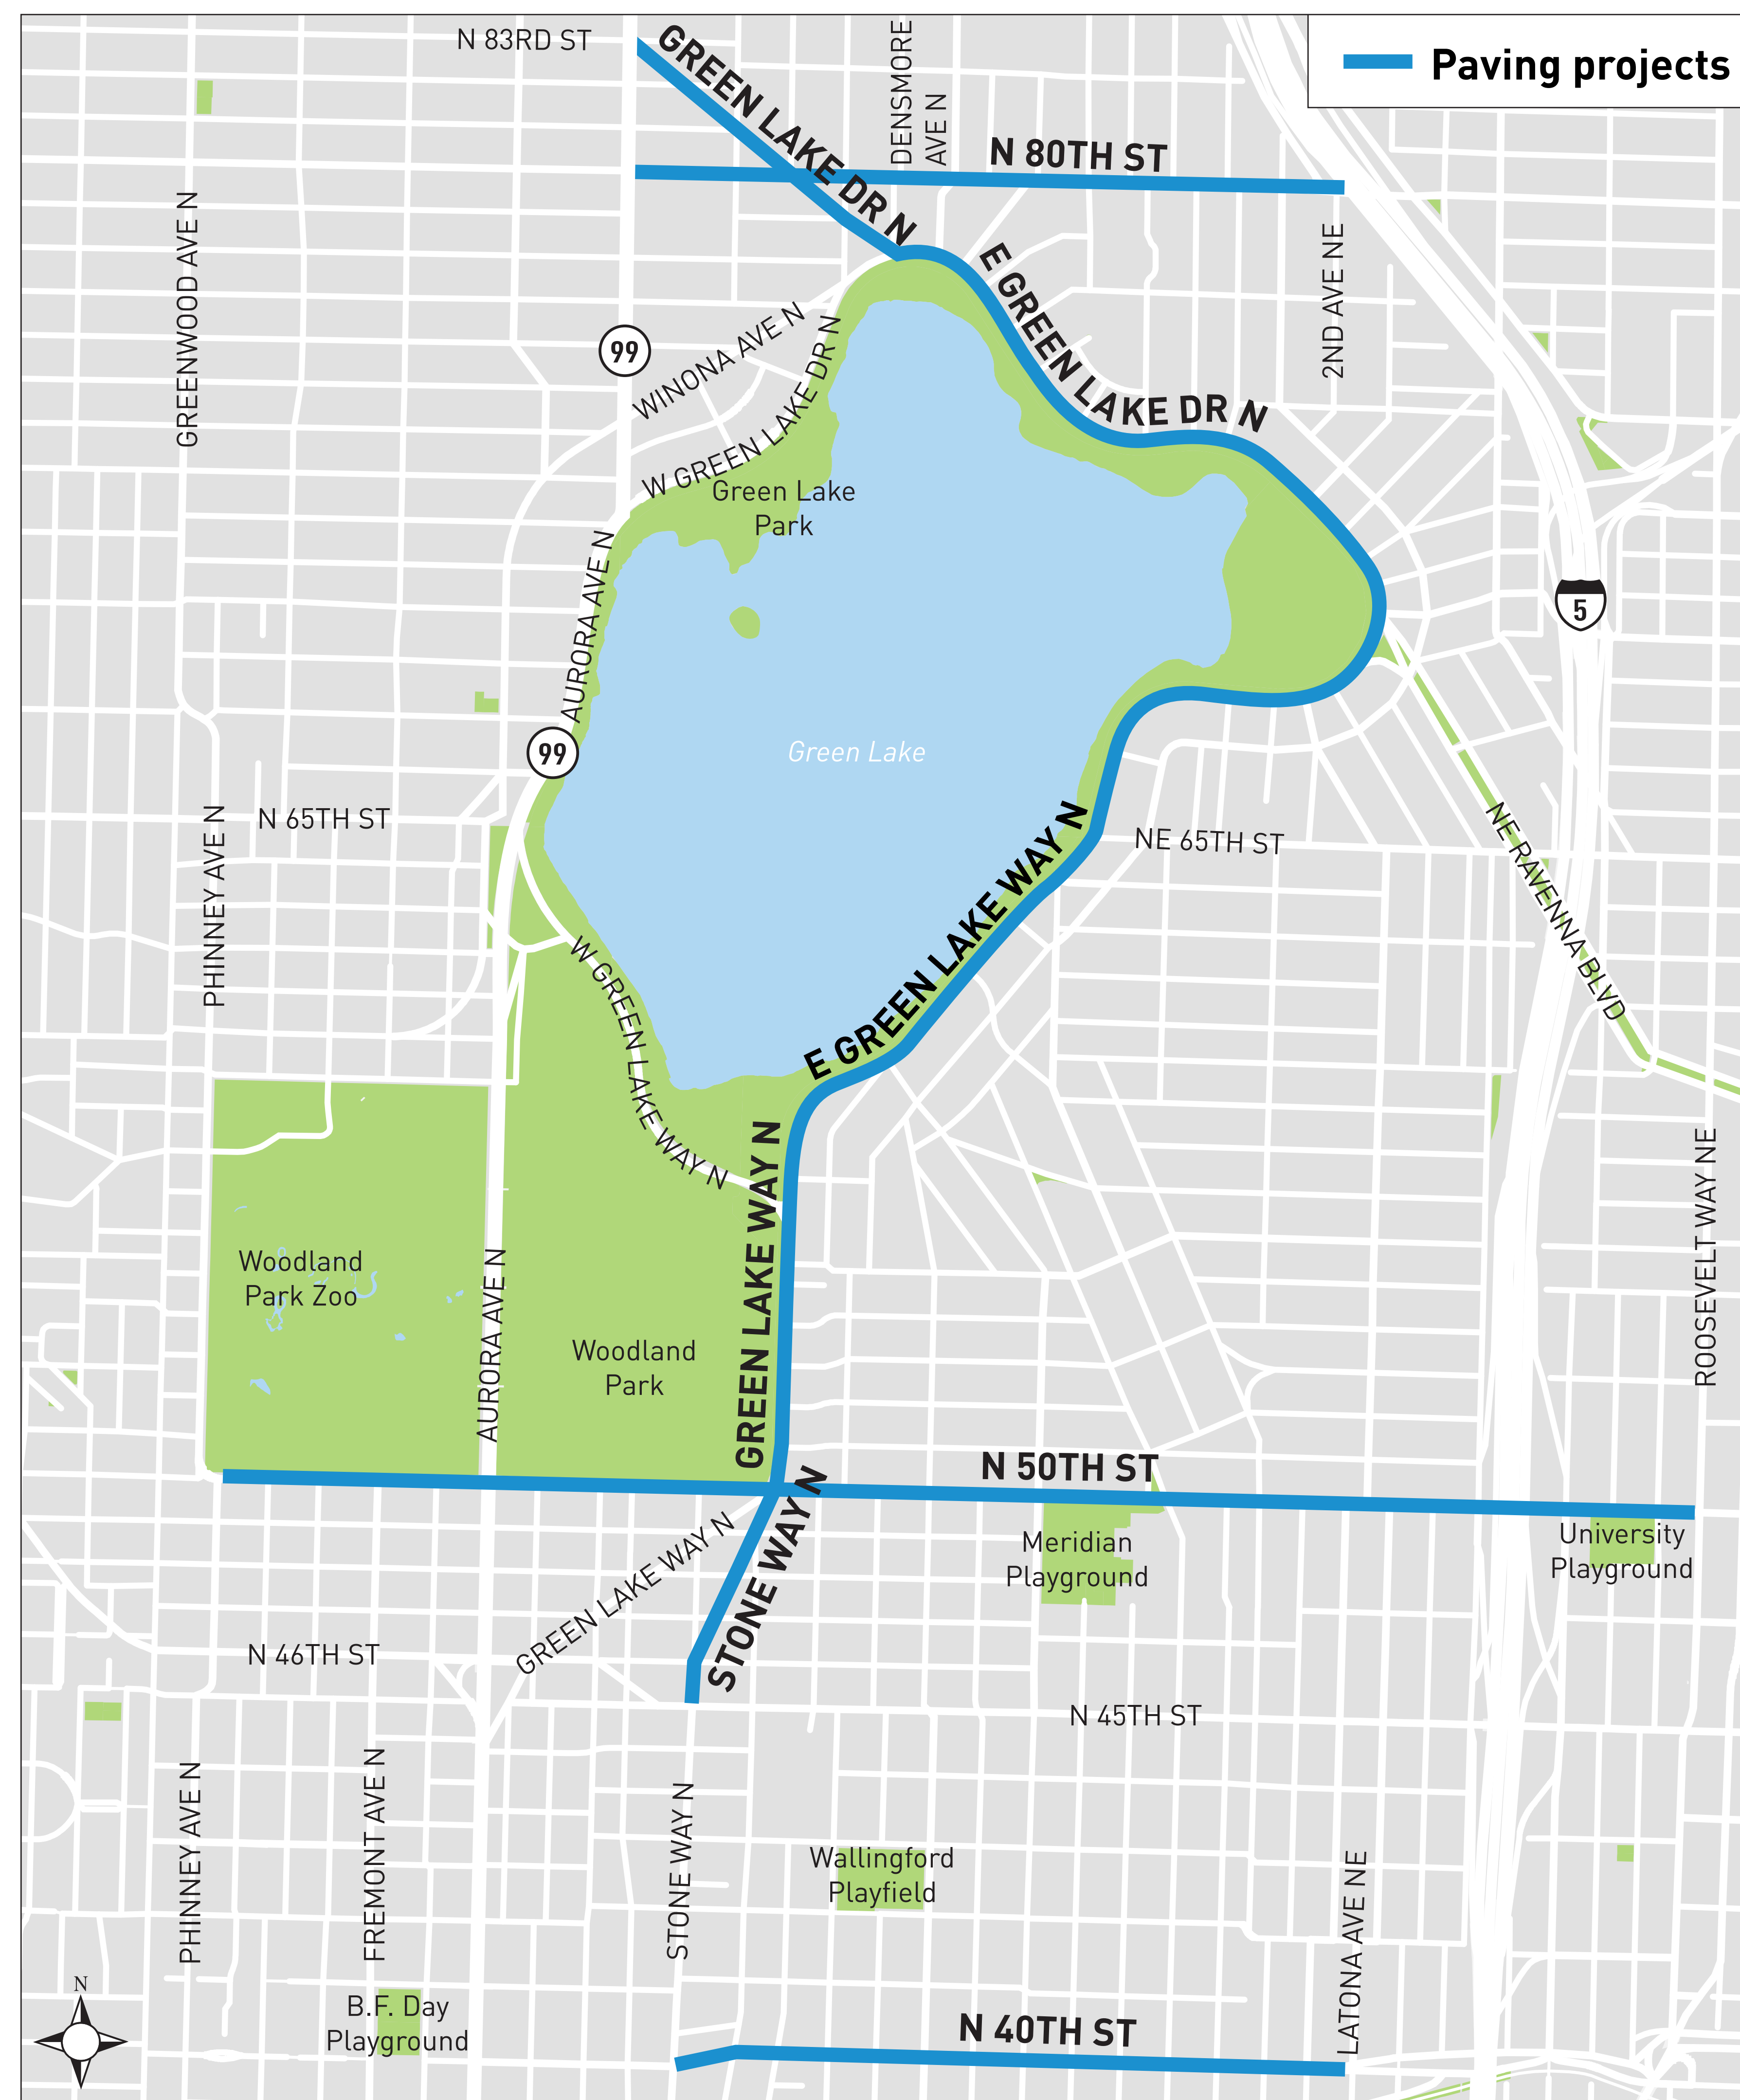 Paving projects
N 83RD ST
GREEN LAKE DR N
DENSMORE
AVE N
N 80TH ST
GREENWOOD AVE N
2ND AVE NE
E GREEN LAKE DR N
WINONA AVE N
99
W GREEN LAKE DR N
Green Lake
Park
AURORA AVE N
5
99
Green Lake
N 65TH ST
NE 65TH ST
PHINNEY AVE N
NE RAVENNA BLVD
E GREEN LAKE WAY N
W GREEN LAKE WAY N
GREEN LAKE WAY N
ROOSEVELT WAY NE
Woodland
Park Zoo
AURORA AVE N
Woodland
Park
N 50TH ST
STONE WAY N
Meridian
Playground
University
Playground
GREEN LAKE WAY N
N 46TH ST
N 45TH ST
PHINNEY AVE N
FREMONT AVE N
STONE WAY N
Wallingford
Playfield
LATONA AVE NE
N
B.F. Day
Playground
N 40TH ST